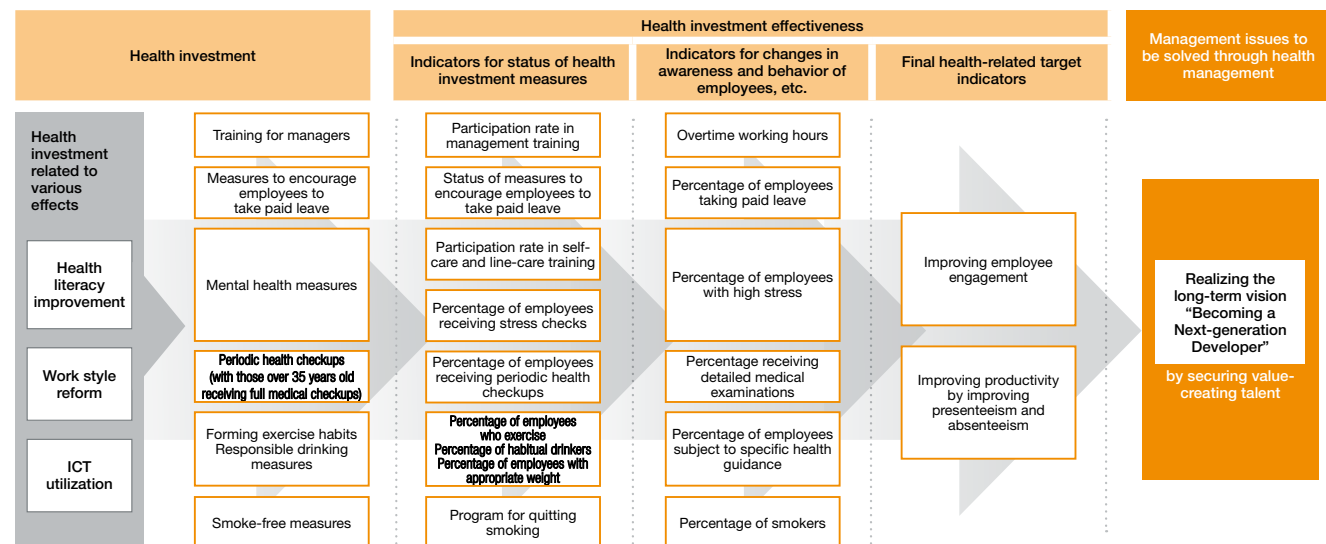 Health investment
Health investment effectiveness
Indicators for status of health
investment measures
Indicators for changes in
awareness and behavior of
employees, etc.
Final health-related target
indicators
Management issues to
be solved through health
management
Health
investment
related to
various
effects
Health
literacy
improvement
Work style
reform
ICT
utilization
Training for managers
Measures to encourage
employees to
take paid leave
Mental health measures
Periodic health checkups
(with those over 35 years old
receiving full medical checkups)
Forming exercise habits
Responsible drinking
measures
Smoke-free measures
Participation rate in
management training
Status of measures to
encourage employees to
take paid leave
Participation rate in self-
care and line-care training
Percentage of employees
receiving stress checks
Percentage of employees
receiving periodic health
checkups
Percentage of employees
who exercise
Percentage of habitual drinkers
Percentage of employees with
appropriate weight
Program for quitting
smoking
Overtime working hours
Percentage of employees
taking paid leave
Percentage of employees
with high stress
Percentage receiving
detailed medical
examinations
Percentage of employees
subject to specific health
guidance
Percentage of smokers
Improving employee
engagement
Improving productivity
by improving
presenteeism and
absenteeism
Realizing the
long-term vision
“Becoming a
Next-generation
Developer”
by securing value-
creating talent